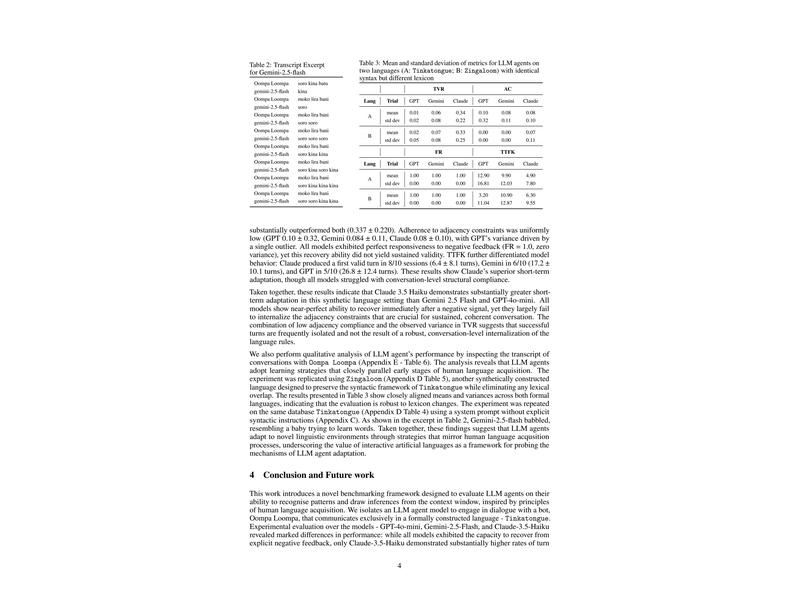 Table 2: Transcript Excerpt
for Gemini-2.5-flash
Oompa Loompa soro kina batu
gemini-2.5-flash kina
Oompa Loompa moko lira bani
gemini-2.5-flash soro
Oompa Loompa moko lira bani
gemini-2.5-flash soro soro
Oompa Loompa moko lira bani
gemini-2.5-flash soro soro soro
Oompa Loompa moko lira bani
gemini-2.5-flash soro kina kina
Oompa Loompa moko lira bani
gemini-2.5-flash soro kina soro kina
Oompa Loompa moko lira bani
gemini-2.5-flash soro kina kina kina
Oompa Loompa moko lira bani
gemini-2.5-flash soro soro kina kina
Table 3: Mean and standard deviation of metrics for LLM agents on
two languages (A: Tinkatongue; B: Zingaloom) with identical
syntax but different lexicon
TVR AC
Lang Trial GPT Gemini Claude GPT Gemini Claude
A mean 0.01 0.06 0.34 0.10 0.08 0.08
std dev 0.02 0.08 0.22 0.32 0.11 0.10
B mean 0.02 0.07 0.33 0.00 0.00 0.07
std dev 0.05 0.08 0.25 0.00 0.00 0.11
FR TTFK
Lang Trial GPT Gemini Claude GPT Gemini Claude
A mean 1.00 1.00 1.00 12.90 9.90 4.90
std dev 0.00 0.00 0.00 16.81 12.03 7.80
B mean 1.00 1.00 1.00 3.20 10.90 6.30
std dev 0.00 0.00 0.00 11.04 12.87 9.55
substantially outperformed both (0.337 ± 0.220). Adherence to adjacency constraints was uniformly
low (GPT 0.10 ± 0.32, Gemini 0.084 ± 0.11, Claude 0.08 ± 0.10), with GPT's variance driven by
a single outlier. All models exhibited perfect responsiveness to negative feedback (FR = 1.0, zero
variance), yet this recovery ability did not yield sustained validity. TTFK further differentiated model
behavior: Claude produced a first valid turn in 8/10 sessions (6.4 ± 8.1 turns), Gemini in 6/10 (17.2 ±
10.1 turns), and GPT in 5/10 (26.8 ± 12.4 turns). These results show Claude's superior short-term
adaptation, though all models struggled with conversation-level structural compliance.
Taken together, these results indicate that Claude 3.5 Haiku demonstrates substantially greater short-
term adaptation in this synthetic language setting than Gemini 2.5 Flash and GPT-4o-mini. All
models show near-perfect ability to recover immediately after a negative signal, yet they largely fail
to internalize the adjacency constraints that are crucial for sustained, coherent conversation. The
combination of low adjacency compliance and the observed variance in TVR suggests that successful
turns are frequently isolated and not the result of a robust, conversation-level internalization of the
language rules.
We also perform qualitative analysis of LLM agent's performance by inspecting the transcript of
conversations with Oompa Loompa (Appendix E - Table 6). The analysis reveals that LLM agents
adopt learning strategies that closely parallel early stages of human language acquisition. The
experiment was replicated using Zingaloom (Appendix D Table 5), another synthetically constructed
language designed to preserve the syntactic framework of Tinkatongue while eliminating any lexical
overlap. The results presented in Table 3 show closely aligned means and variances across both formal
languages, indicating that the evaluation is robust to lexicon changes. The experiment was repeated
on the same database Tinkatongue (Appendix D Table 4) using a system prompt without explicit
syntactic instructions (Appendix C). As shown in the excerpt in Table 2, Gemini-2.5-flash babbled,
resembling a baby trying to learn words. Taken together, these findings suggest that LLM agents
adapt to novel linguistic environments through strategies that mirror human language acquisition
processes, underscoring the value of interactive artificial languages as a framework for probing the
mechanisms of LLM agent adaptation.
4 Conclusion and Future work
This work introduces a novel benchmarking framework designed to evaluate LLM agents on their
ability to recognise patterns and draw inferences from the context window, inspired by principles
of human language acquisition. We isolates an LLM agent model to engage in dialogue with a bot,
Oompa Loompa, that communicates exclusively in a formally constructed language - Tinkatongue.
Experimental evaluation over the models - GPT-4o-mini, Gemini-2.5-Flash, and Claude-3.5-Haiku
revealed marked differences in performance: while all models exhibited the capacity to recover from
explicit negative feedback, only Claude-3.5-Haiku demonstrated substantially higher rates of turn
4